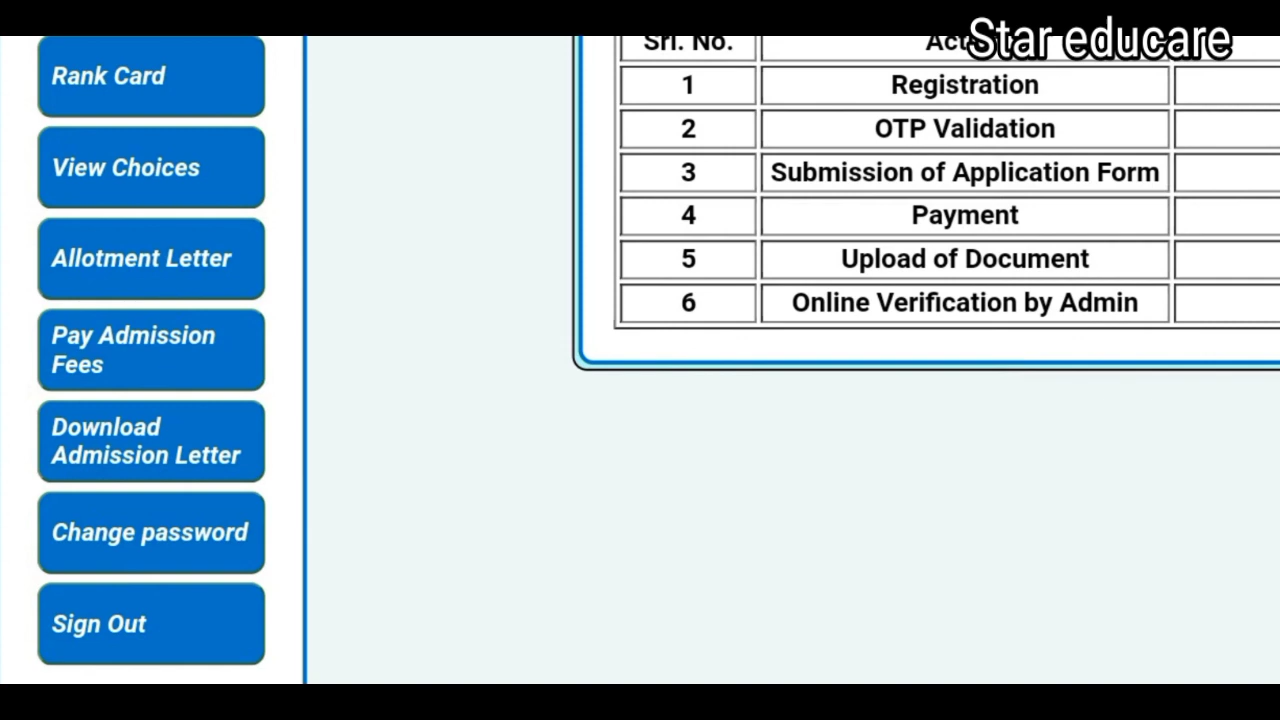 Star educare
Rank Card
View Choices
Allotment Letter
Pay Admission
Fees
Download
Admission Letter
Change password
Sign Out
Srl. No.
1 Registration
2 OTP Validation
3 Submission of Application Form
4 Payment
5 Upload of Document
6 Online Verification by Admin